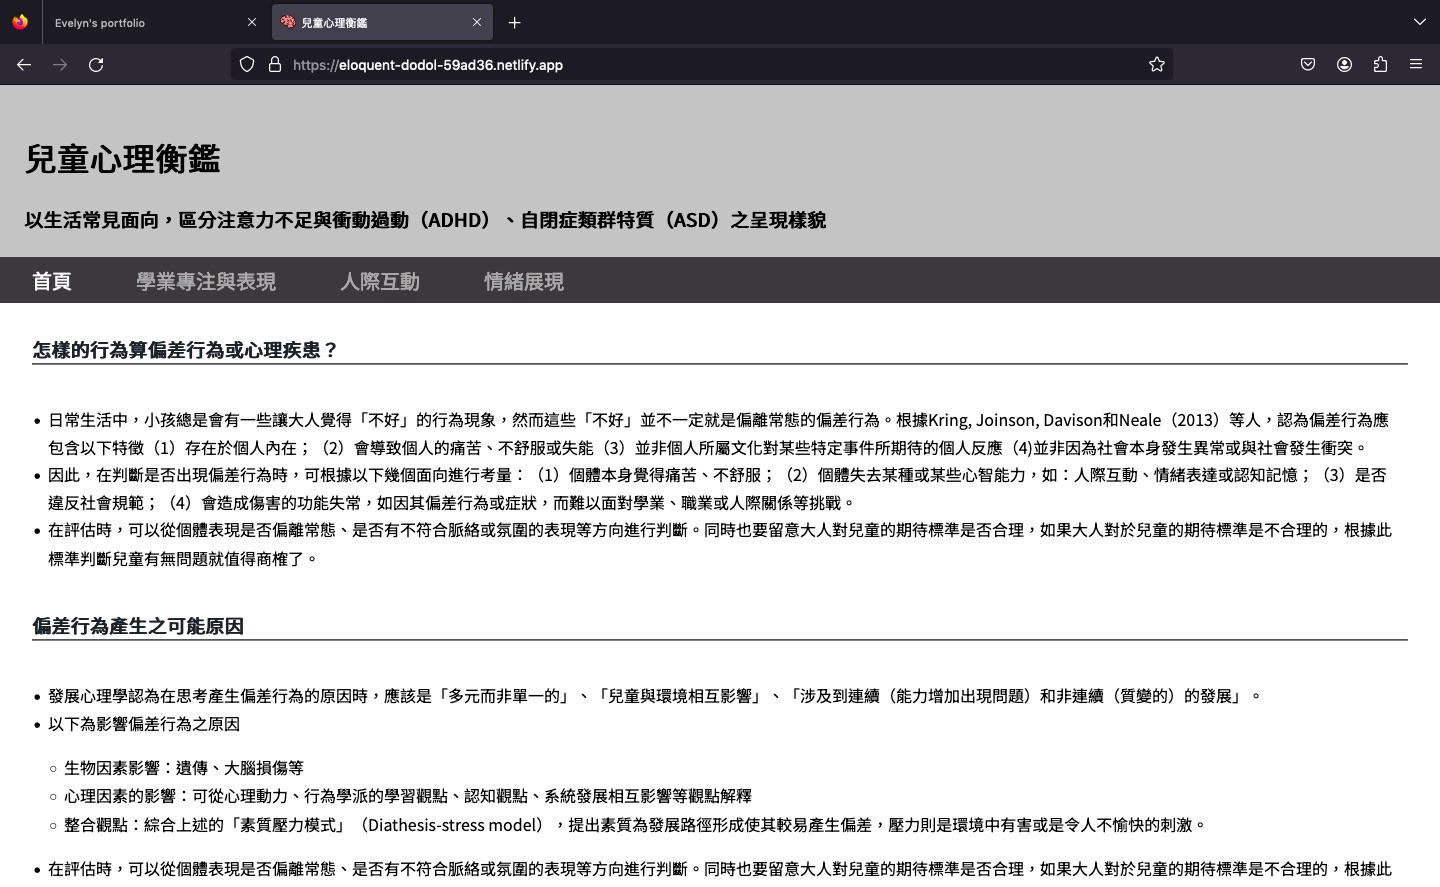 Evelyn's portfolio
兒童心理衡鑑
https://eloquent-dodol-59ad36.netlify.app
兒童心理衡鑑
以生活常見面向，區分注意力不足與衝動過動（ADHD）、自閉症類群特質（ASD）之呈現樣貌
首頁 學業專注與表現 人際互動 情緒展現
怎樣的行為算偏差行為或心理疾患？
日常生活中，小孩總是會有一些讓大人覺得「不好」的行為現象，然而這些「不好」並不一定就是偏離常態的偏差行為。根據Kring, Joinson, Davison和Neale（2013）等人，認為偏差行為應
包含以下特徵（1）存在於個人內在；（2）會導致個人的痛苦、不舒服或失能（3）並非個人所屬文化對某些特定事件所期待的個人反應（4)並非因為社會本身發生異常或與社會發生衝突。
因此，在判斷是否出現偏差行為時，可根據以下幾個面向進行考量：（1）個體本身覺得痛苦、不舒服；（2）個體失去某種或某些心智能力，如：人際互動、情緒表達或認知記憶；（3）是否
違反社會規範；（4）會造成傷害的功能失常，如因其偏差行為或症狀，而難以面對學業、職業或人際關係等挑戰。
在評估時，可以從個體表現是否偏離常態、是否有不符合脈絡或氛圍的表現等方向進行判斷。同時也要留意大人對兒童的期待標準是否合理，如果大人對於兒童的期待標準是不合理的，根據此
標準判斷兒童有無問題就值得商榷了。
偏差行為產生之可能原因
發展心理學認為在思考產生偏差行為的原因時，應該是「多元而非單一的」、「兒童與環境相互影響」、「涉及到連續（能力增加出現問題）和非連續（質變的）的發展」。
以下為影響偏差行為之原因
生物因素影響：遺傳、大腦損傷等
心理因素的影響：可從心理動力、行為學派的學習觀點、認知觀點、系統發展相互影響等觀點解釋
整合觀點：綜合上述的「素質壓力模式」（Diathesis-stress model），提出素質為發展路徑形成使其較易產生偏差，壓力則是環境中有害或是令人不愉快的刺激。
在評估時，可以從個體表現是否偏離常態、是否有不符合脈絡或氛圍的表現等方向進行判斷。同時也要留意大人對兒童的期待標準是否合理，如果大人對於兒童的期待標準是不合理的，根據此